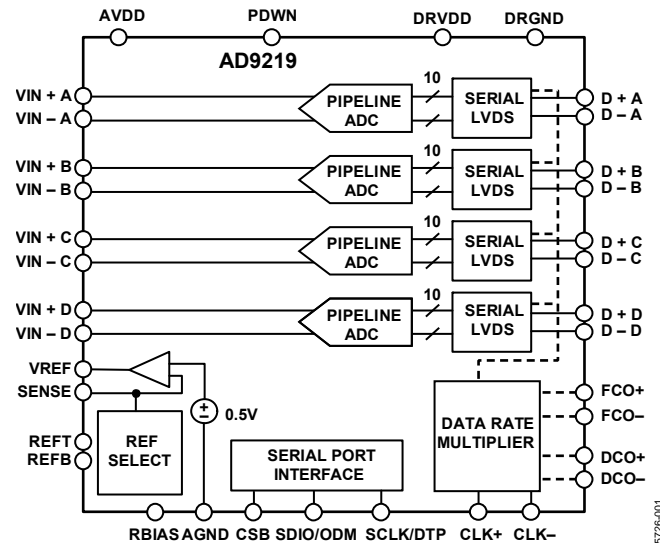 AVDD
PDWN
DRVDD
DRGND
AD9219
VIN + A
VIN – A
PIPELINE
ADC
10
SERIAL
LVDS
D + A
D – A
VIN + B
VIN – B
PIPELINE
ADC
10
SERIAL
LVDS
D + B
D – B
VIN + C
VIN – C
PIPELINE
ADC
10
SERIAL
LVDS
D + C
D – C
VIN + D
VIN – D
PIPELINE
ADC
10
SERIAL
LVDS
D + D
D – D
VREF
SENSE
+
–
0.5V
REFT
REFB
REF
SELECT
SERIAL PORT
INTERFACE
DATA RATE
MULTIPLIER
FCO+
FCO–
DCO+
DCO–
RBIAS
AGND
CSB
SDIO/ODM
SCLK/DTP
CLK+
CLK–